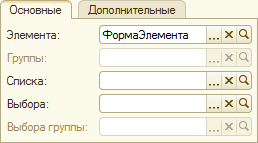 Основные Дополнительные
Элемента: ФормаЭлемента
Группы:
Списка:
Выбора:
Выбора группы: